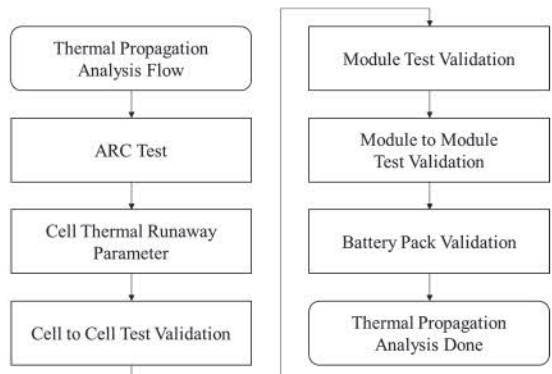 Thermal Propagation
Analysis Flow
ARC Test
Cell Thermal Runaway
Parameter
Cell to Cell Test Validation
Module Test Validation
Module to Module
Test Validation
Battery Pack Validation
Thermal Propagation
Analysis Done